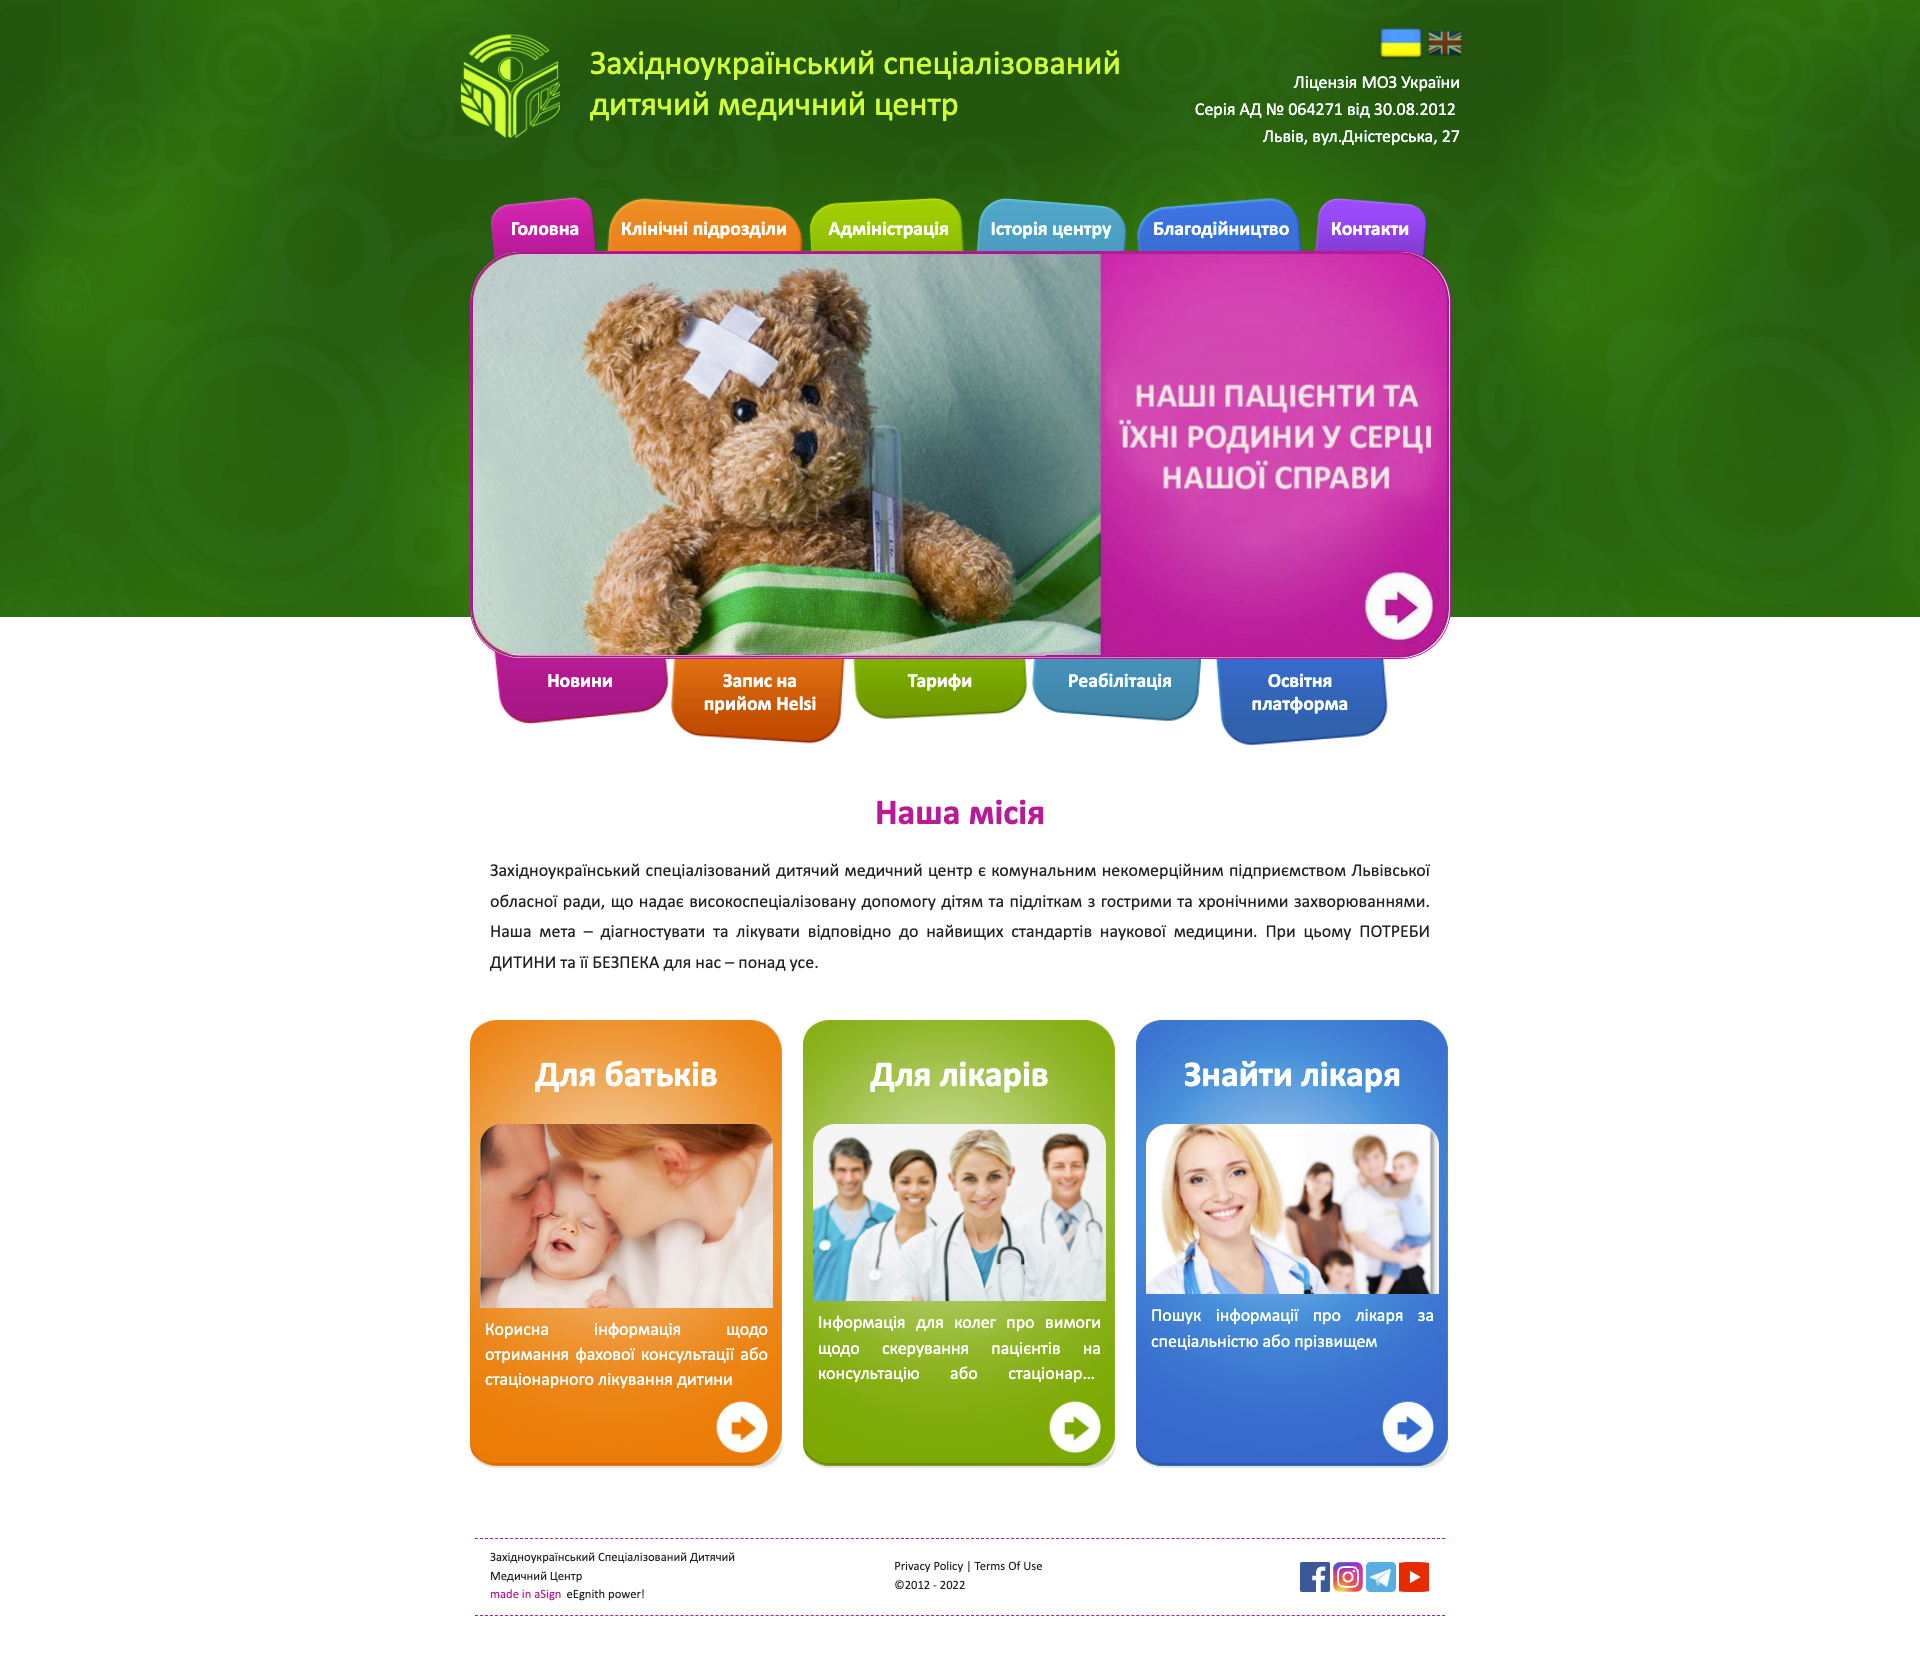 Західноукраїнський спеціалізований
дитячий медичний центр
Ліцензія МОЗ України
Серія АД № 064271 від 30.08.2012
Львів, вул.Дністерська, 27
Головна
Клінічні підрозділи
Адміністрація
Історія центру
Благодійництво
Контакти
НАШІ ПАЦІЄНТИ ТА
ЇХНІ РОДИНИ У СЕРЦІ
НАШОЇ СПРАВИ
Новини
Запис на
прийом Helsi
Тарифи
Реабілітація
Освітня
платформа
Наша місія
Західноукраїнський спеціалізований дитячий медичний центр є комунальним некомерційним підприємством Львівської
обласної ради, що надає високоспеціалізовану допомогу дітям та підліткам з гострими та хронічними захворюваннями.
Наша мета – діагностувати та лікувати відповідно до найвищих стандартів наукової медицини. При цьому ПОТРЕБИ
ДИТИНИ та її БЕЗПЕКА для нас – понад усе.
Для батьків
Корисна інформація щодо
отримання фахової консультації або
стаціонарного лікування дитини
Для лікарів
Інформація для колег про вимоги
щодо скерування пацієнтів на
консультацію або стаціонар...
Знайти лікаря
Пошук інформації про лікаря за
спеціальністю або прізвищем
Західноукраїнський Спеціалізований Дитячий
Медичний Центр
made in aSign eEgnith power!
Privacy Policy | Terms Of Use
©2012 - 2022